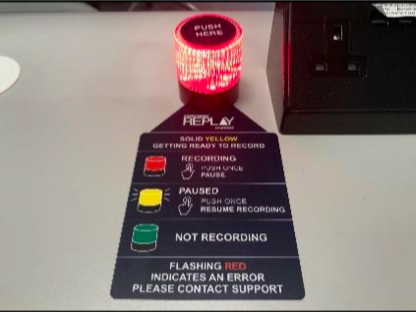 PUSH
HERE
REPLAY
SOLID YELLOW
GETTING READY TO RECORD
RECORDING
PUSH ONCE
PAUSE
PAUSED
PUSH ONCE
RESUME RECORDING
NOT RECORDING
FLASHING RED
INDICATES AN ERROR
PLEASE CONTACT SUPPORT